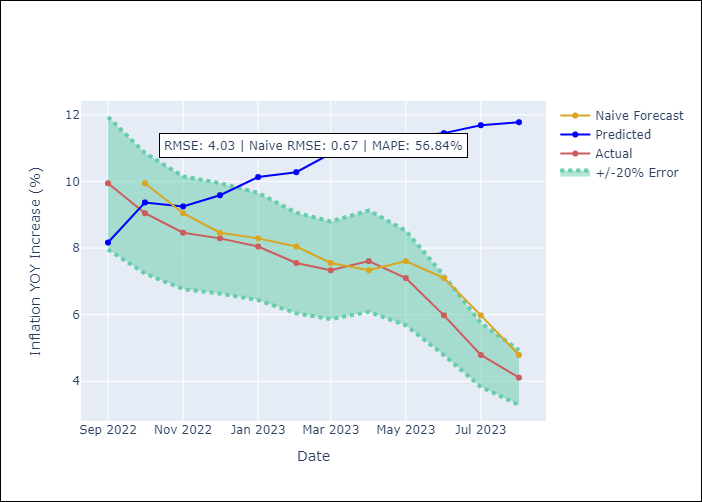 12
10
8
6
4
Inflation YOY Increase (%)
RMSE: 4.03 | Naive RMSE: 0.67 | MAPE: 56.84%
Naive Forecast
Predicted
Actual
+/-20% Error
Sep 2022 Nov 2022 Jan 2023 Mar 2023 May 2023 Jul 2023
Date